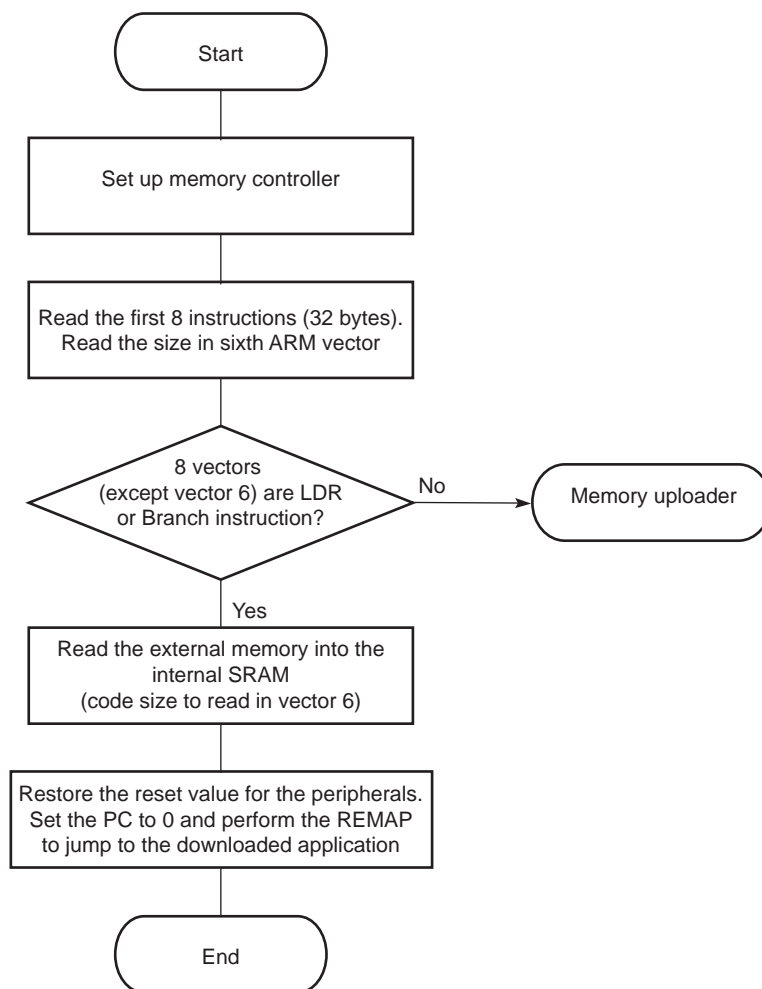 Start
Set up memory controller
Read the first 8 instructions (32 bytes).
Read the size in sixth ARM vector
8 vectors
(except vector 6) are LDR
or Branch instruction?
No
Memory uploader
Yes
Read the external memory into the
internal SRAM
(code size to read in vector 6)
Restore the reset value for the peripherals.
Set the PC to 0 and perform the REMAP
to jump to the downloaded application
End